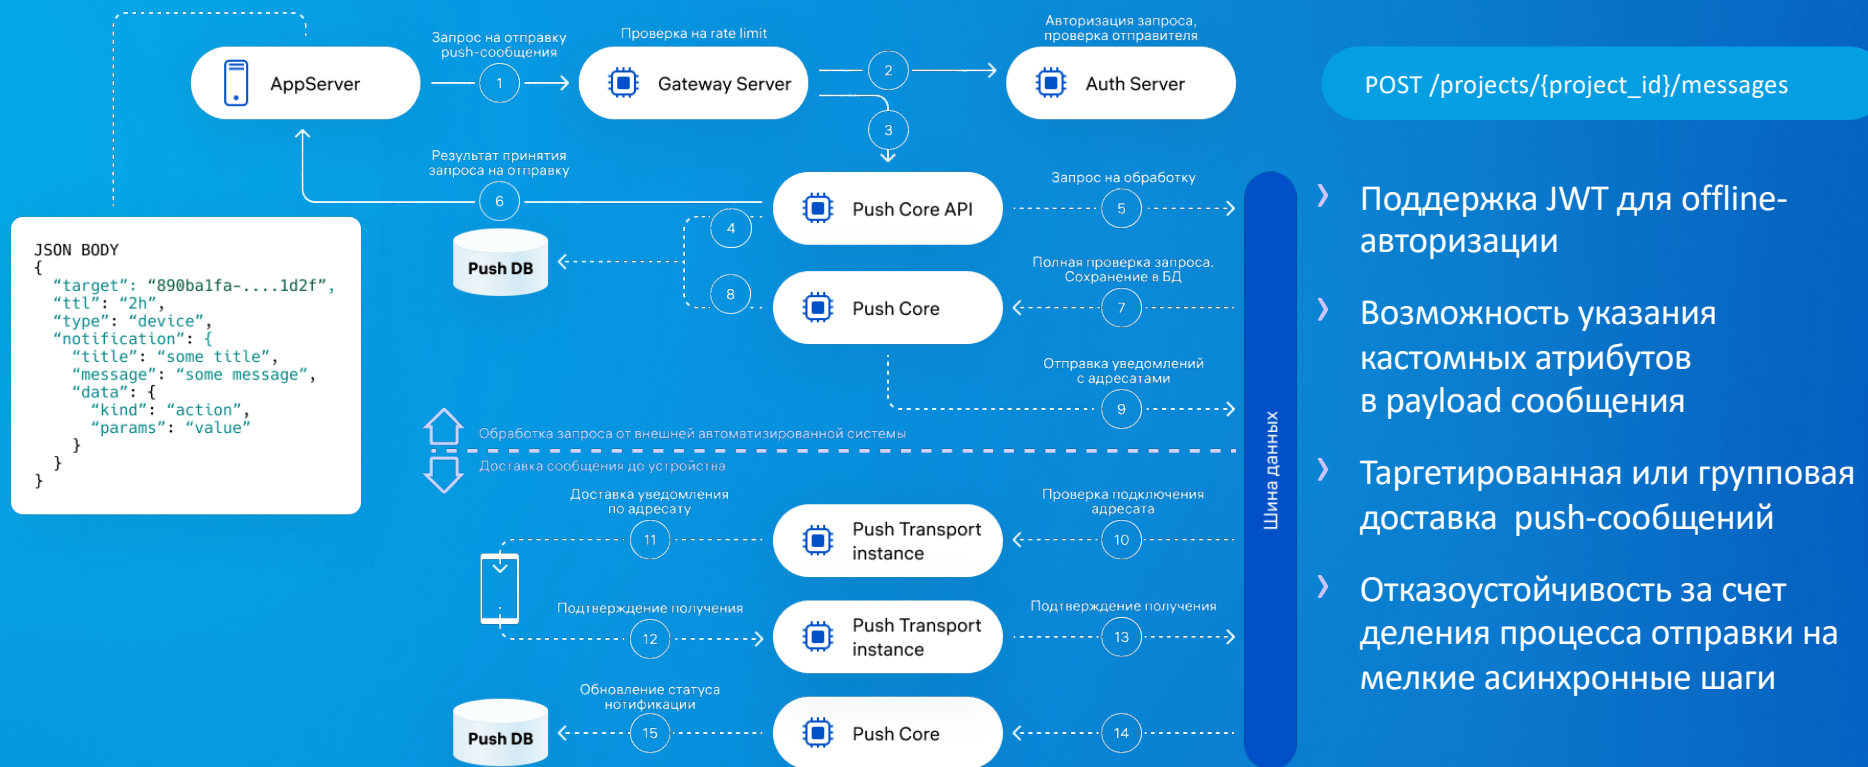 Запрос на отправку
push-сообщения
Проверка на rate limit
Авторизация запроса,
проверка отправителя
AppServer
1
Gateway Server
2
Auth Server
3
POST /projects/{project_id}/messages
Результат принятия
запроса на отправку
6
Push Core API
Запрос на обработку
5
4
Push DB
8
Push Core
Полная проверка запроса.
Сохранение в БД
7
Отправка уведомлений
с адресатами
9
JSON BODY
{
“target”: “890ba1fa-....1d2f”,
“ttl”: “2h”,
“type”: “device”,
“notification”: {
“title”: “some title”,
“message”: “some message”,
“data”: {
“kind”: “action”,
“params”: “value”
}
}
}
Обработка запроса от внешней автоматизированной системы
Доставка сообщения до устройства
Доставка уведомления
по адресату
11
Push Transport
instance
Проверка подключения
адресата
10
Подтверждение получения
12
Push Transport
instance
Подтверждение получения
13
Обновление статуса
нотификации
Push DB
15
Push Core
14
Шина данных
Поддержка JWT для offline-
авторизации
Возможность указания
кастомных атрибутов
в payload сообщения
Таргетированная или групповая
доставка push-сообщений
Отказоустойчивость за счет
деления процесса отправки на
мелкие асинхронные шаги